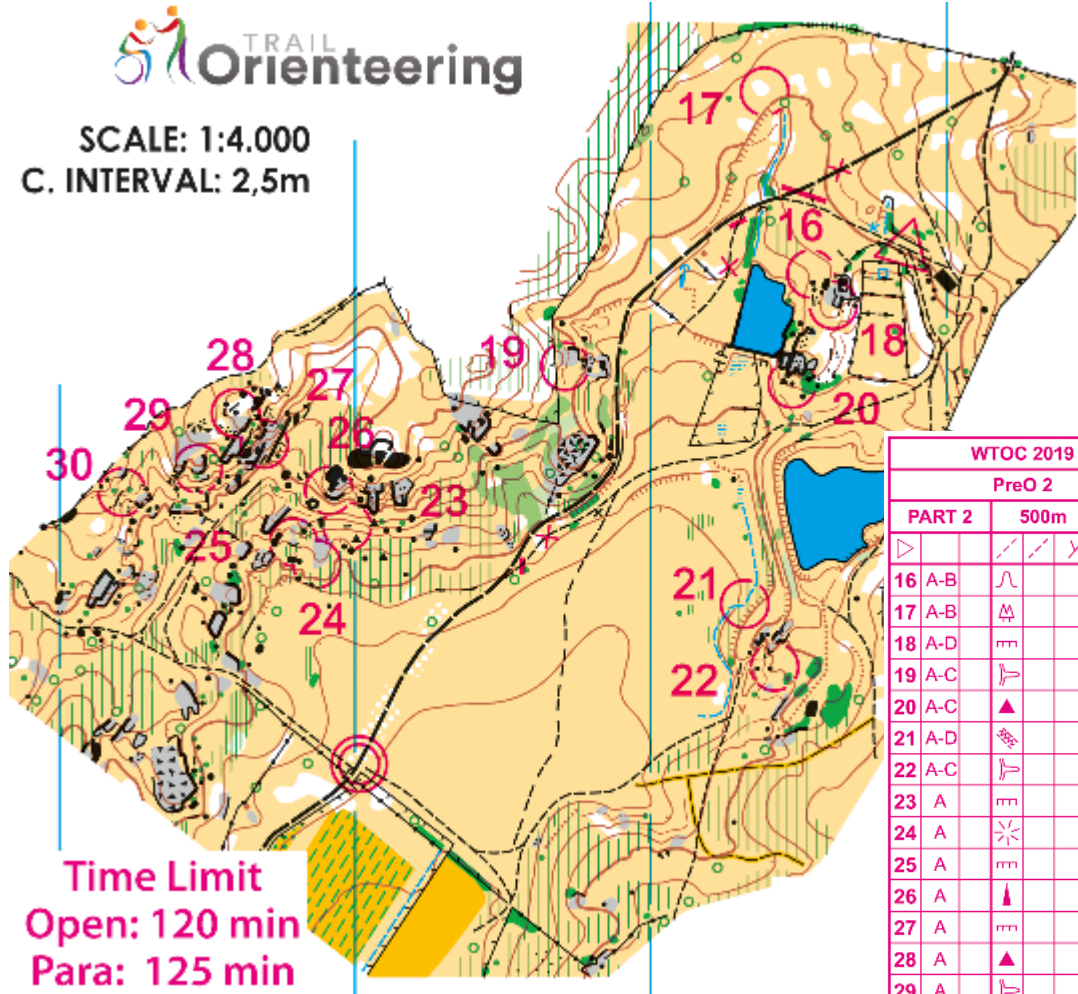 TRAIL
Orienteering
SCALE: 1:4.000
C. INTERVAL: 2,5m
17
16
18
19
20
28
27
29
26
30
23
25
24
21
22
WTOC 2019
PreO 2
PART 2 500m
16 A-B
17 A-B
18 A-D
19 A-C
20 A-C
21 A-D
22 A-C
23 A
24 A
25 A
26 A
27 A
28 A
29 A
Time Limit
Open: 120 min
Para: 125 min